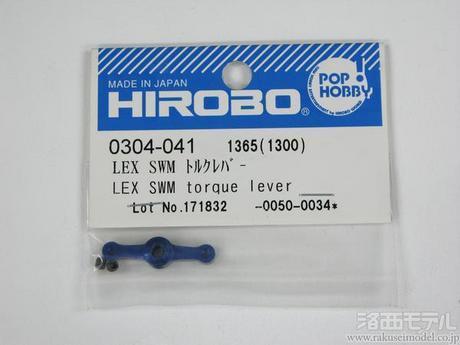 MADE IN JAPAN
HIROBO®
POP!
HOBBY
0304-041 1365(1300)
LEX SWM ﾄﾙｸﾚﾊﾞｰ
LEX SWM torque lever
Lot No.171832 --0050-0034*
洛西モデル
www.rakuseimodel.co.jp